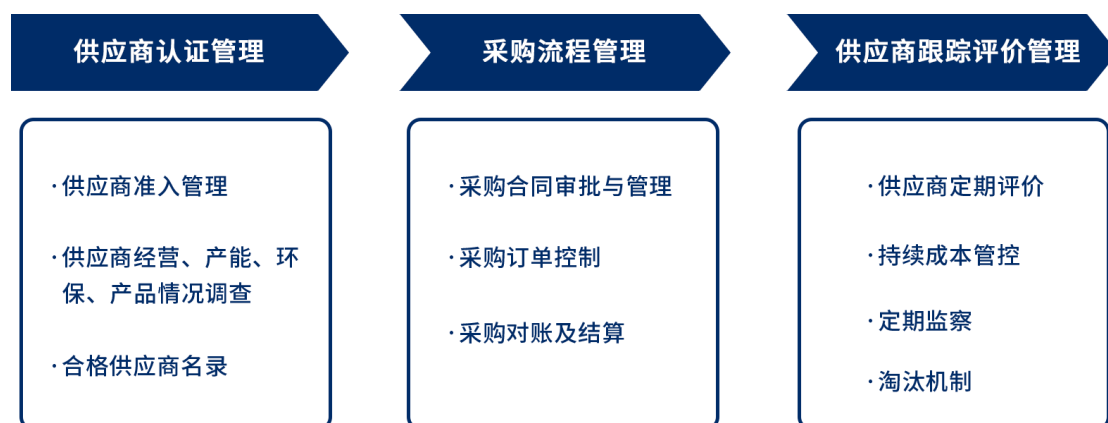 供应商认证管理
·供应商准入管理
·供应商经营、产能、环
保、产品情况调查
·合格供应商名录
采购流程管理
·采购合同审批与管理
·采购订单控制
·采购对账及结算
供应商跟踪评价管理
·供应商定期评价
·持续成本管控
·定期监察
·淘汰机制